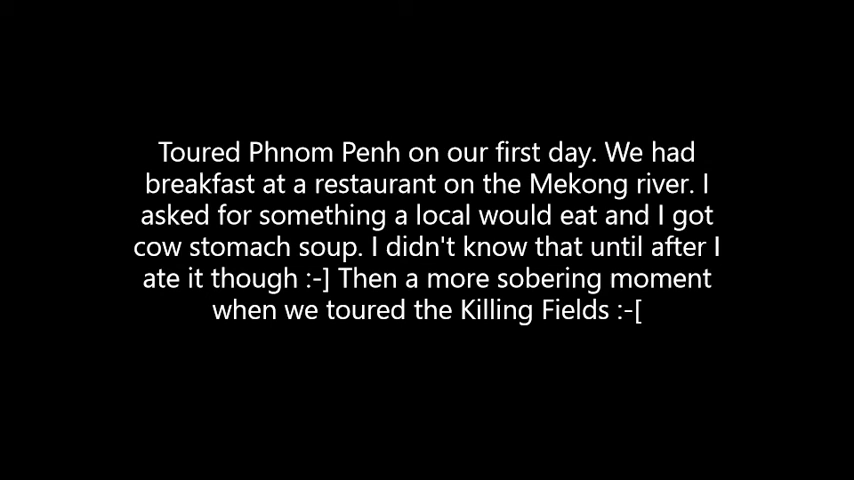 Toured Phnom Penh on our first day. We had
breakfast at a restaurant on the Mekong river. I
asked for something a local would eat and I got
cow stomach soup. I didn't know that until after I
ate it though :-] Then a more sobering moment
when we toured the Killing Fields :-[